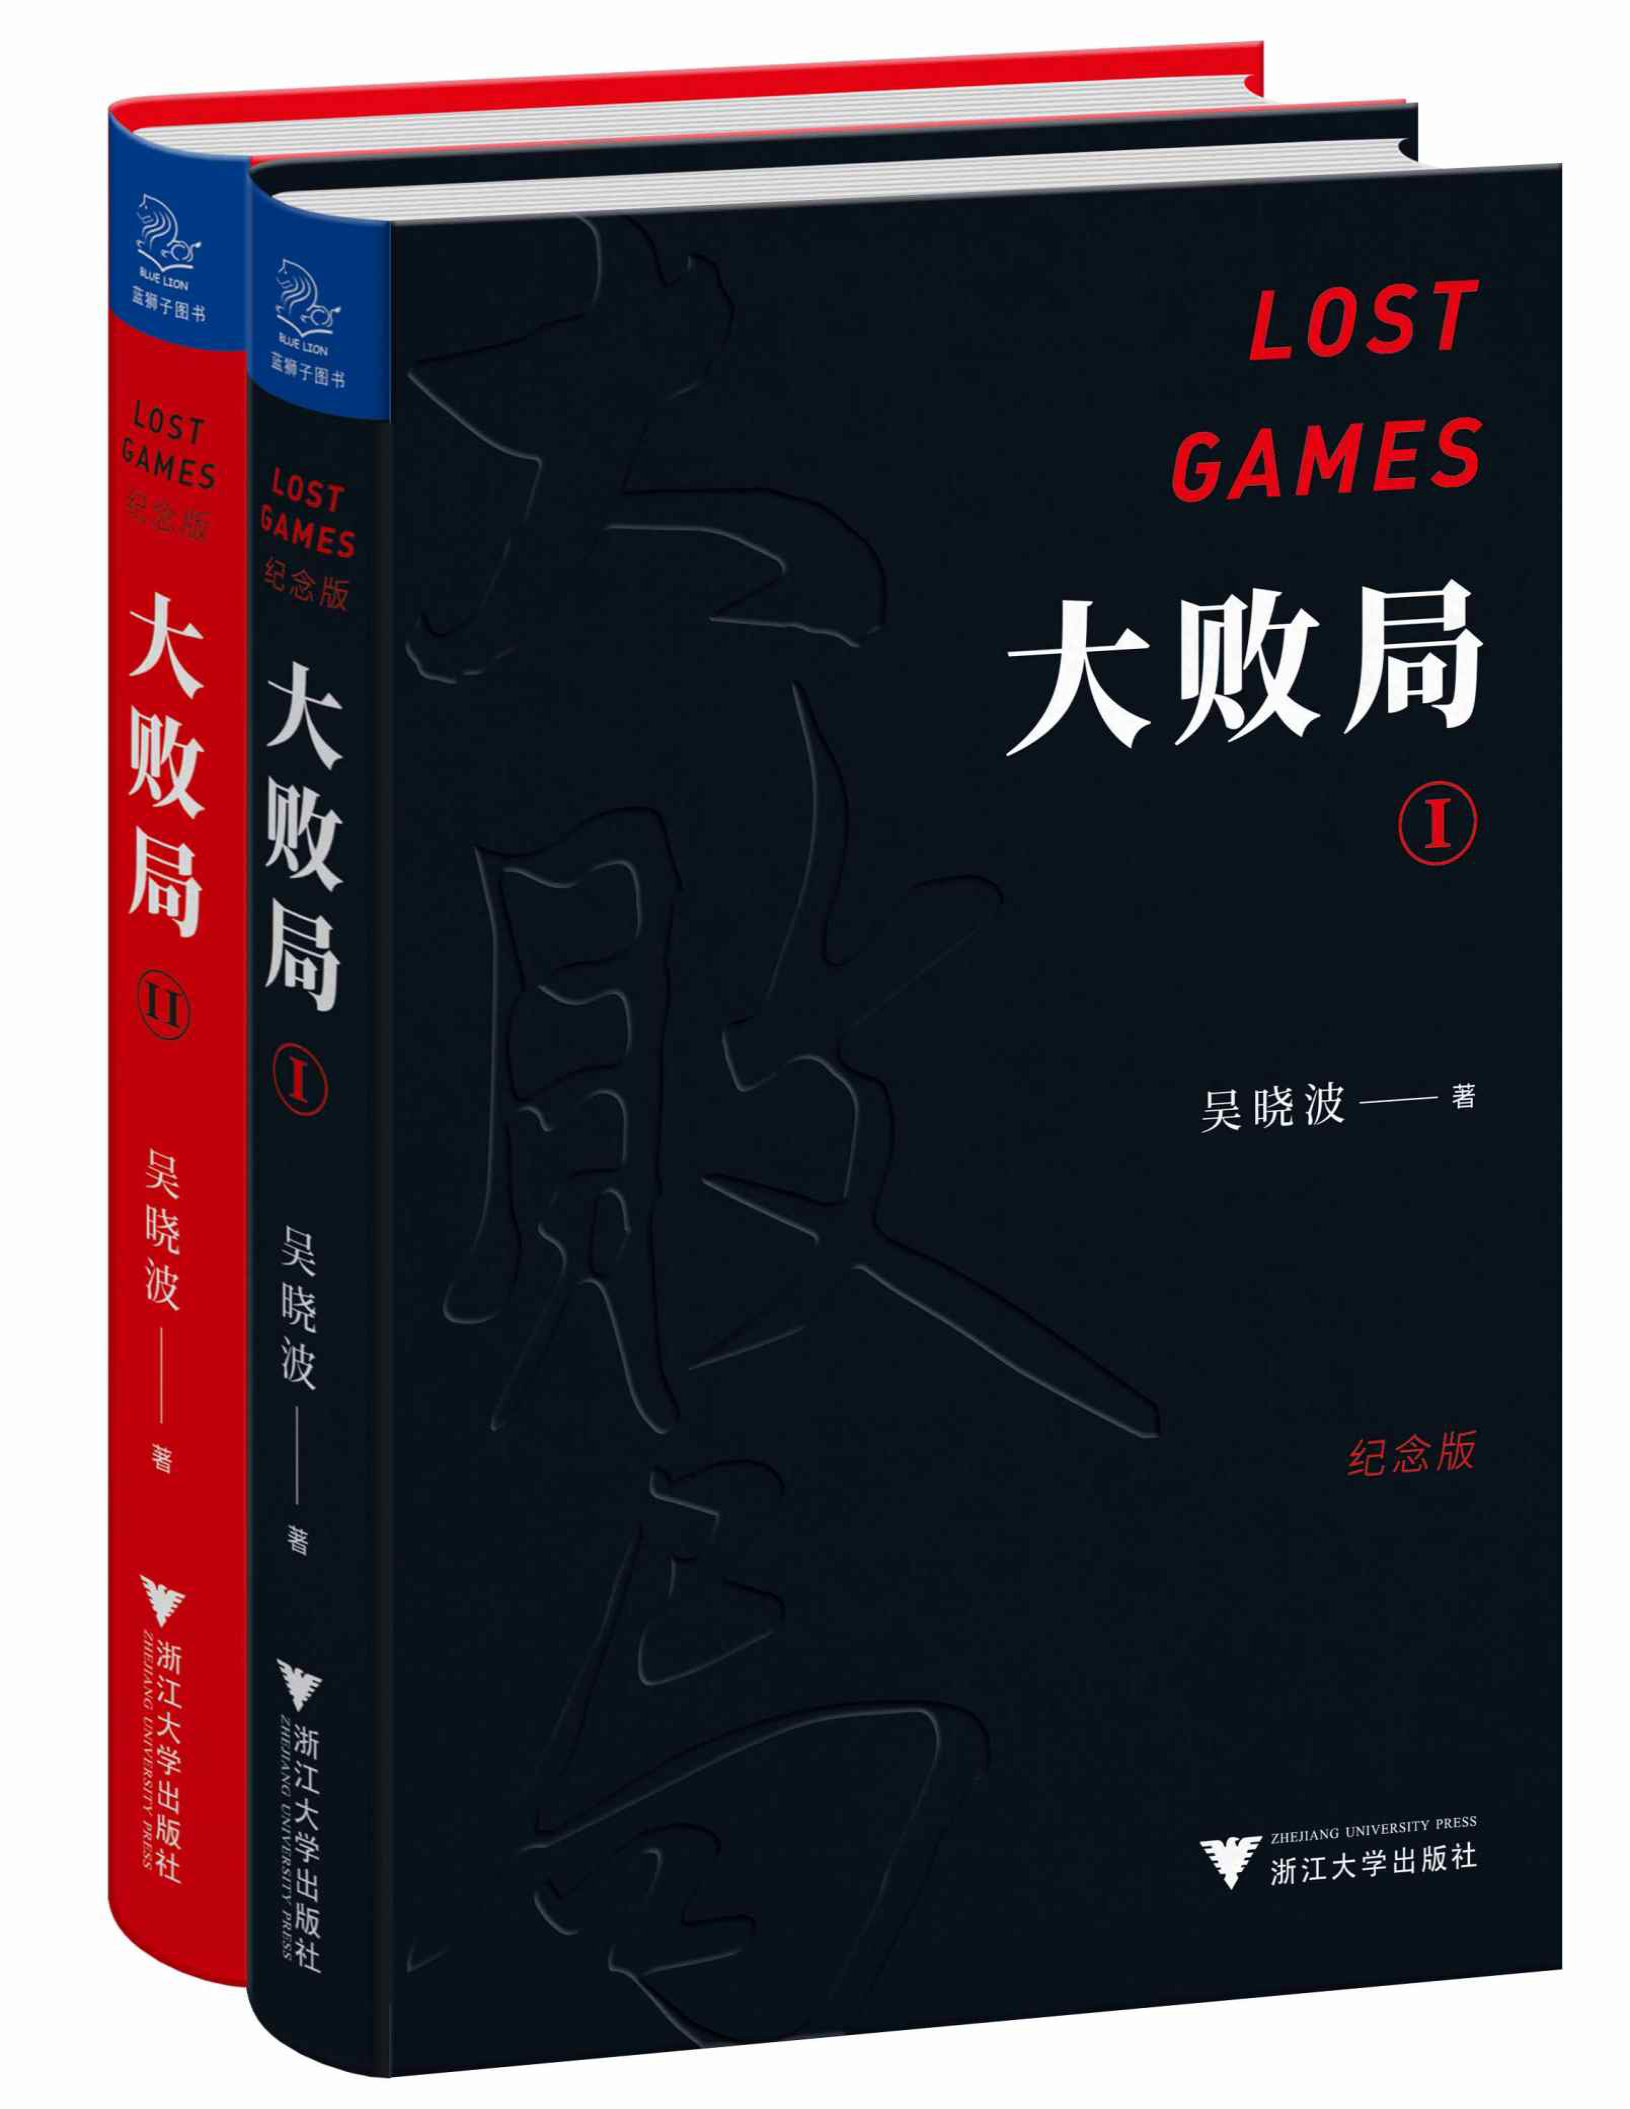 BLUE LION
蓝狮子图书
LOST
GAMES
纪念版
大败局
II
吴晓波——著
浙江大学出版社
ZHEJIANG UNIVERSITY PRESS
BLUE LION
蓝狮子图书
LOST
GAMES
纪念版
大败局
I
吴晓波——著
浙江大学出版社
ZHEJIANG UNIVERSITY PRESS
LOST
GAMES
大败局
I
吴晓波——著
纪念版
ZHEJIANG UNIVERSITY PRESS
浙江大学出版社
大
敗
局